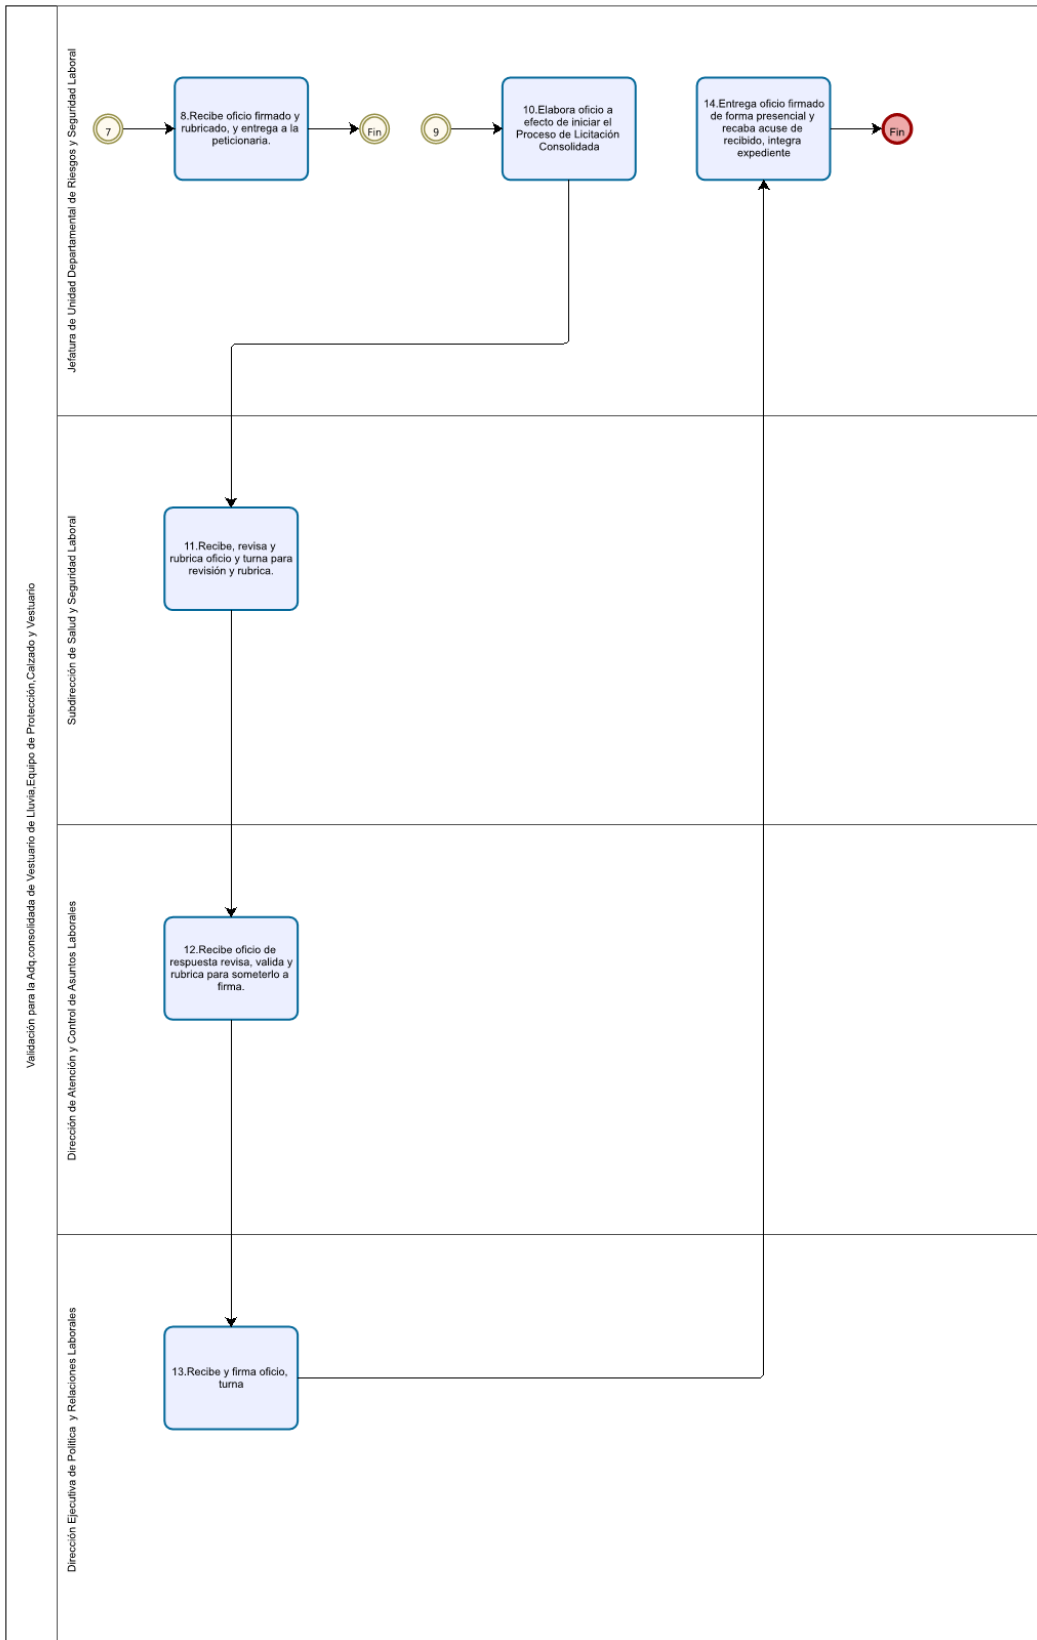 Validación para la Adq.consolidada de Vestuario de Lluvia,Equipo de Protección,Calzado y Vestuario
Jefatura de Unidad Departamental de Riesgos y Seguridad Laboral
7
8.Recibe oficio firmado y
rubricado, y entrega a la
peticionaria.
Fin
9
10.Elabora oficio a
efecto de iniciar el
Proceso de Licitación
Consolidada
14.Entrega oficio firmado
de forma presencial y
recaba acuse de
recibido, integra
expediente
Fin
Subdirección de Salud y Seguridad Laboral
11.Recibe, revisa y
rubrica oficio y turna para
revisión y rubrica.
Dirección de Atención y Control de Asuntos Laborales
12.Recibe oficio de
respuesta revisa, valida y
rubrica para someterlo a
firma.
Dirección Ejecutiva de Política y Relaciones Laborales
13.Recibe y firma oficio,
turna